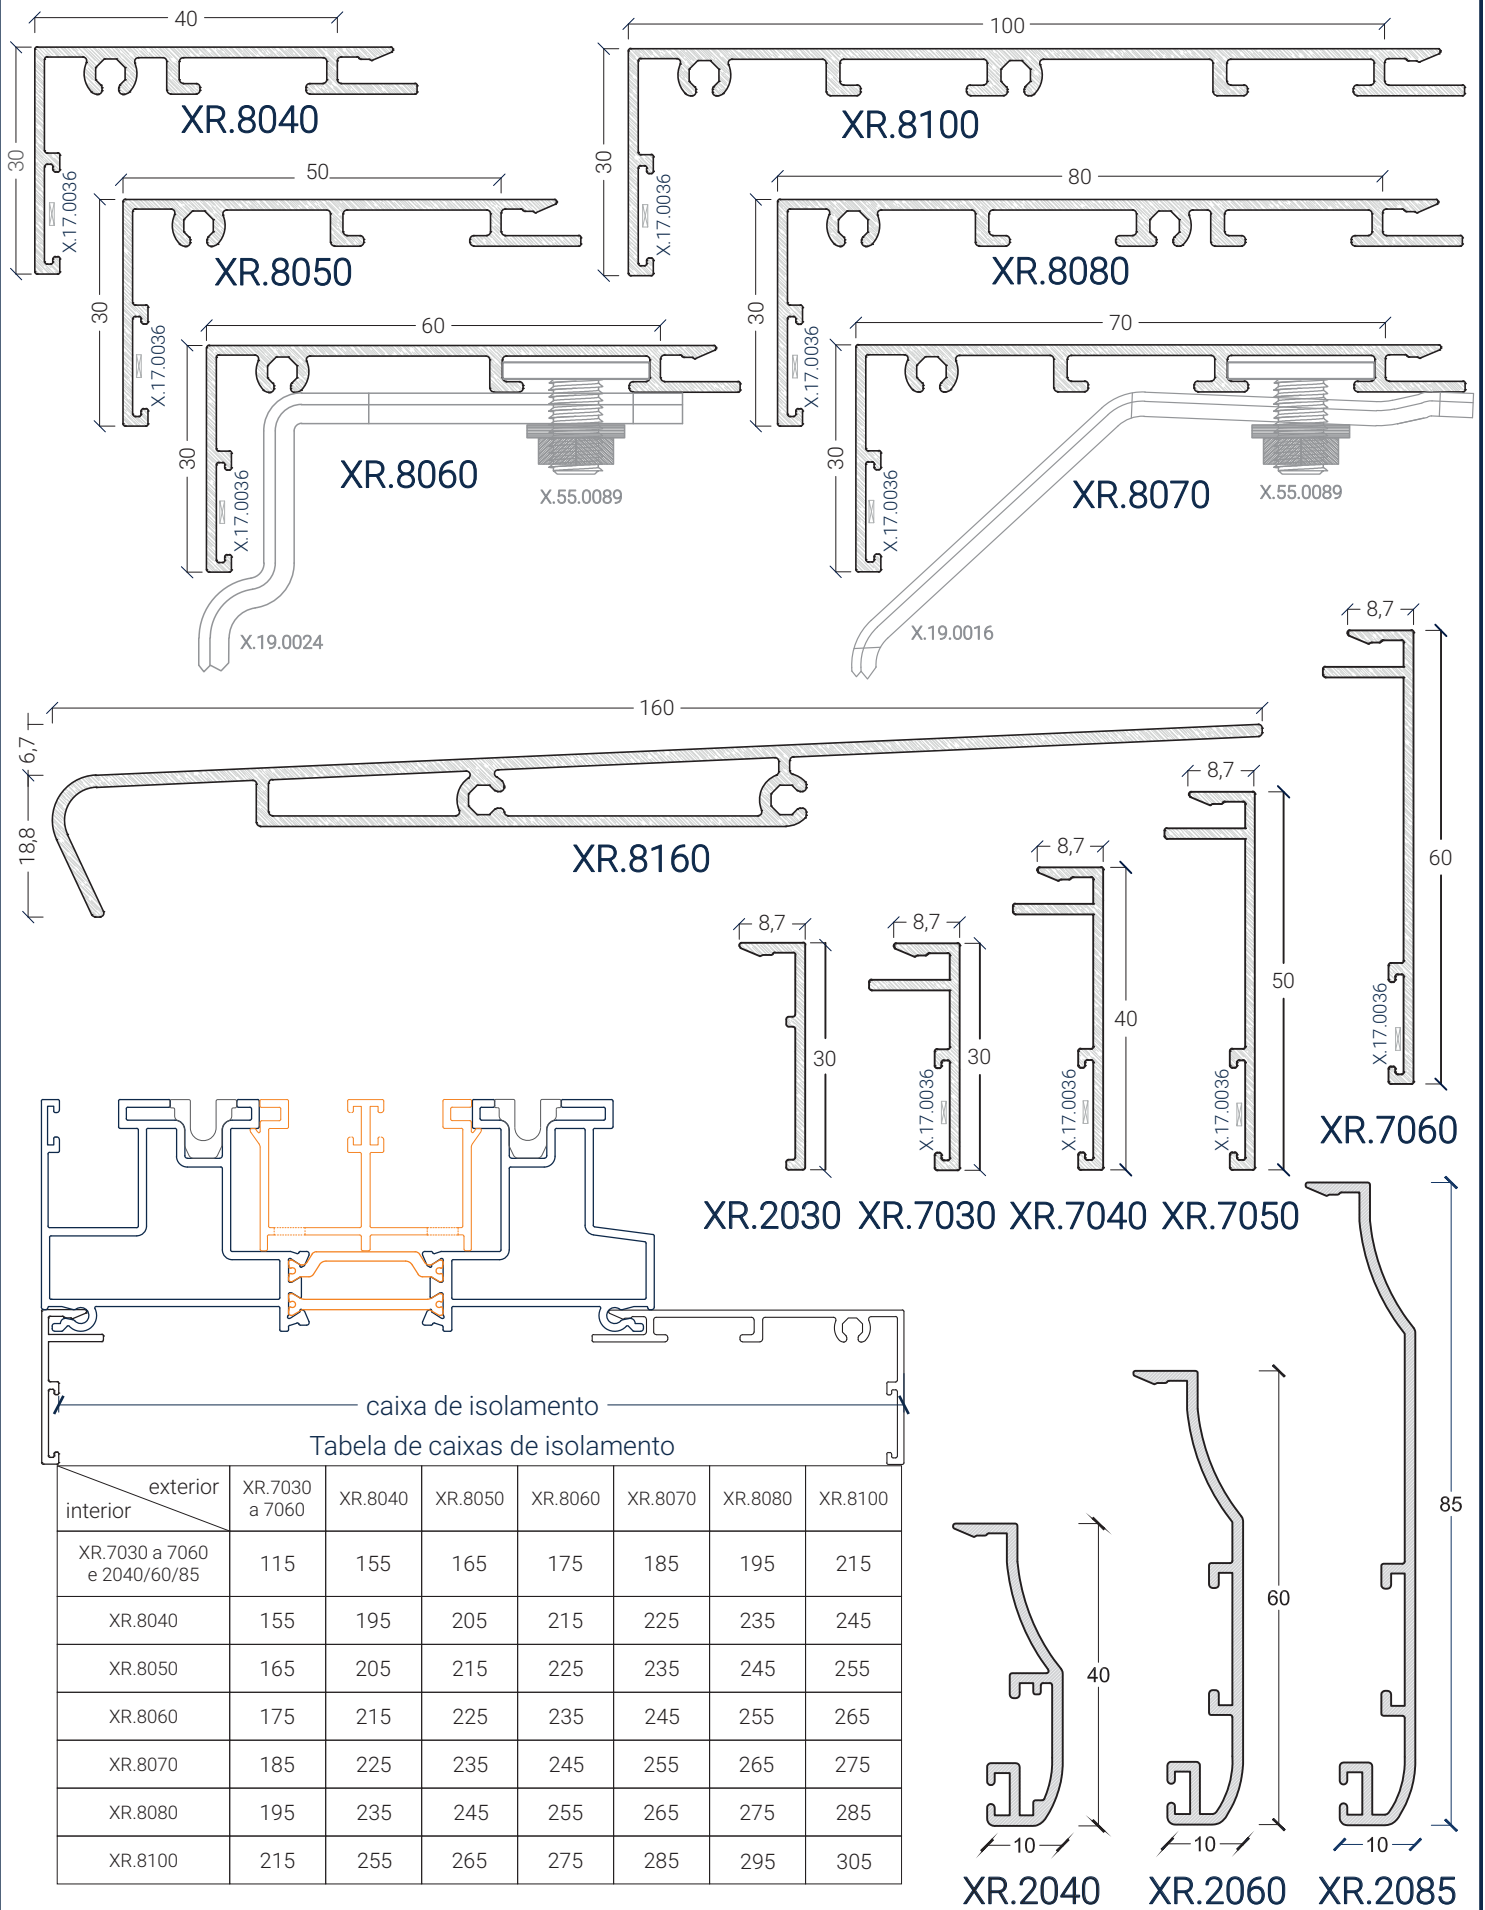 40
100
XR.8040
XR.8100
30
X.17.0036
30
X.17.0036
50
80
XR.8050
XR.8080
30
X.17.0036
30
X.17.0036
60
70
XR.8060
XR.8070
30
X.17.0036
X.55.0089
30
X.17.0036
X.55.0089
X.19.0024
X.19.0016
8,7
60
X.17.0036
XR.7060
160
6,7
18,8
XR.8160
8,7
30
XR.2030
8,7
30
X.17.0036
XR.7030
8,7
40
X.17.0036
XR.7040
8,7
50
X.17.0036
XR.7050
caixa de isolamento
Tabela de caixas de isolamento
exterior
interior
XR.7030
a 7060
XR.8040 XR.8050 XR.8060 XR.8070 XR.8080 XR.8100
XR.7030 a 7060
e 2040/60/85
115 155 165 175 185 195 215
XR.8040 155 195 205 215 225 235 245
XR.8050 165 205 215 225 235 245 255
XR.8060 175 215 225 235 245 255 265
XR.8070 185 225 235 245 255 265 275
XR.8080 195 235 245 255 265 275 285
XR.8100 215 255 265 275 285 295 305
40
10
XR.2040
60
10
XR.2060
85
10
XR.2085